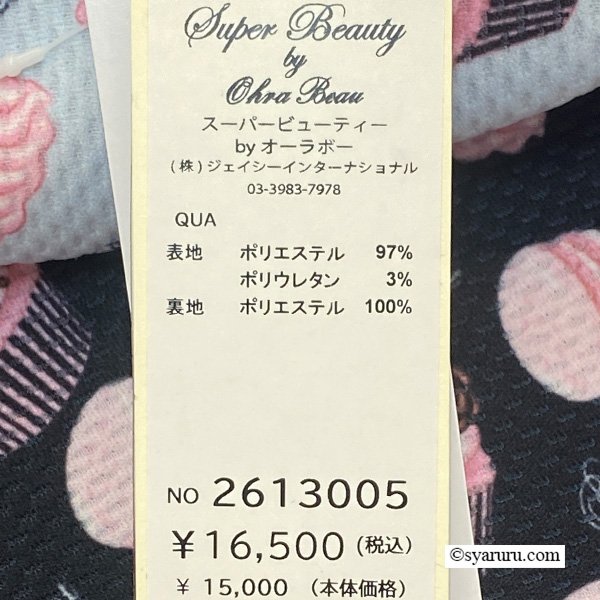 Super Beauty
by
Ohra Beau
スーパービューティー
by オーラボー
(株)ジェイシーインターナショナル
03-3983-7978
QUA
表地 ポリエステル 97%
ポリウレタン 3%
裏地 ポリエステル 100%
NO 2613005
¥16,500(税込)
¥ 15,000 (本体価格)
©syaruru.com